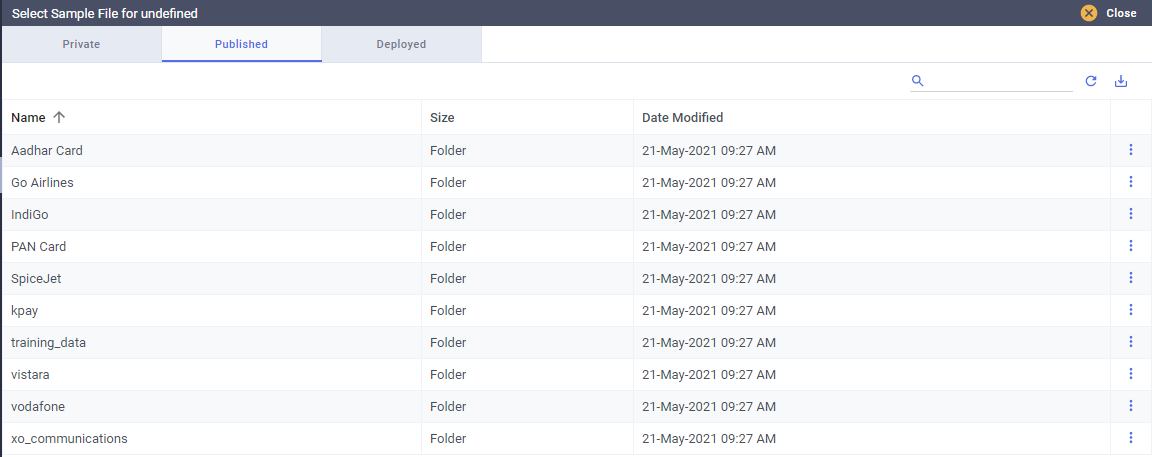 Select Sample File for undefined Close
Private Published Deployed
Name Size Date Modified
Aadhar Card Folder 21-May-2021 09:27 AM
Go Airlines Folder 21-May-2021 09:27 AM
IndiGo Folder 21-May-2021 09:27 AM
PAN Card Folder 21-May-2021 09:27 AM
SpiceJet Folder 21-May-2021 09:27 AM
kpay Folder 21-May-2021 09:27 AM
training_data Folder 21-May-2021 09:27 AM
vistara Folder 21-May-2021 09:27 AM
vodafone Folder 21-May-2021 09:27 AM
xo_communications Folder 21-May-2021 09:27 AM